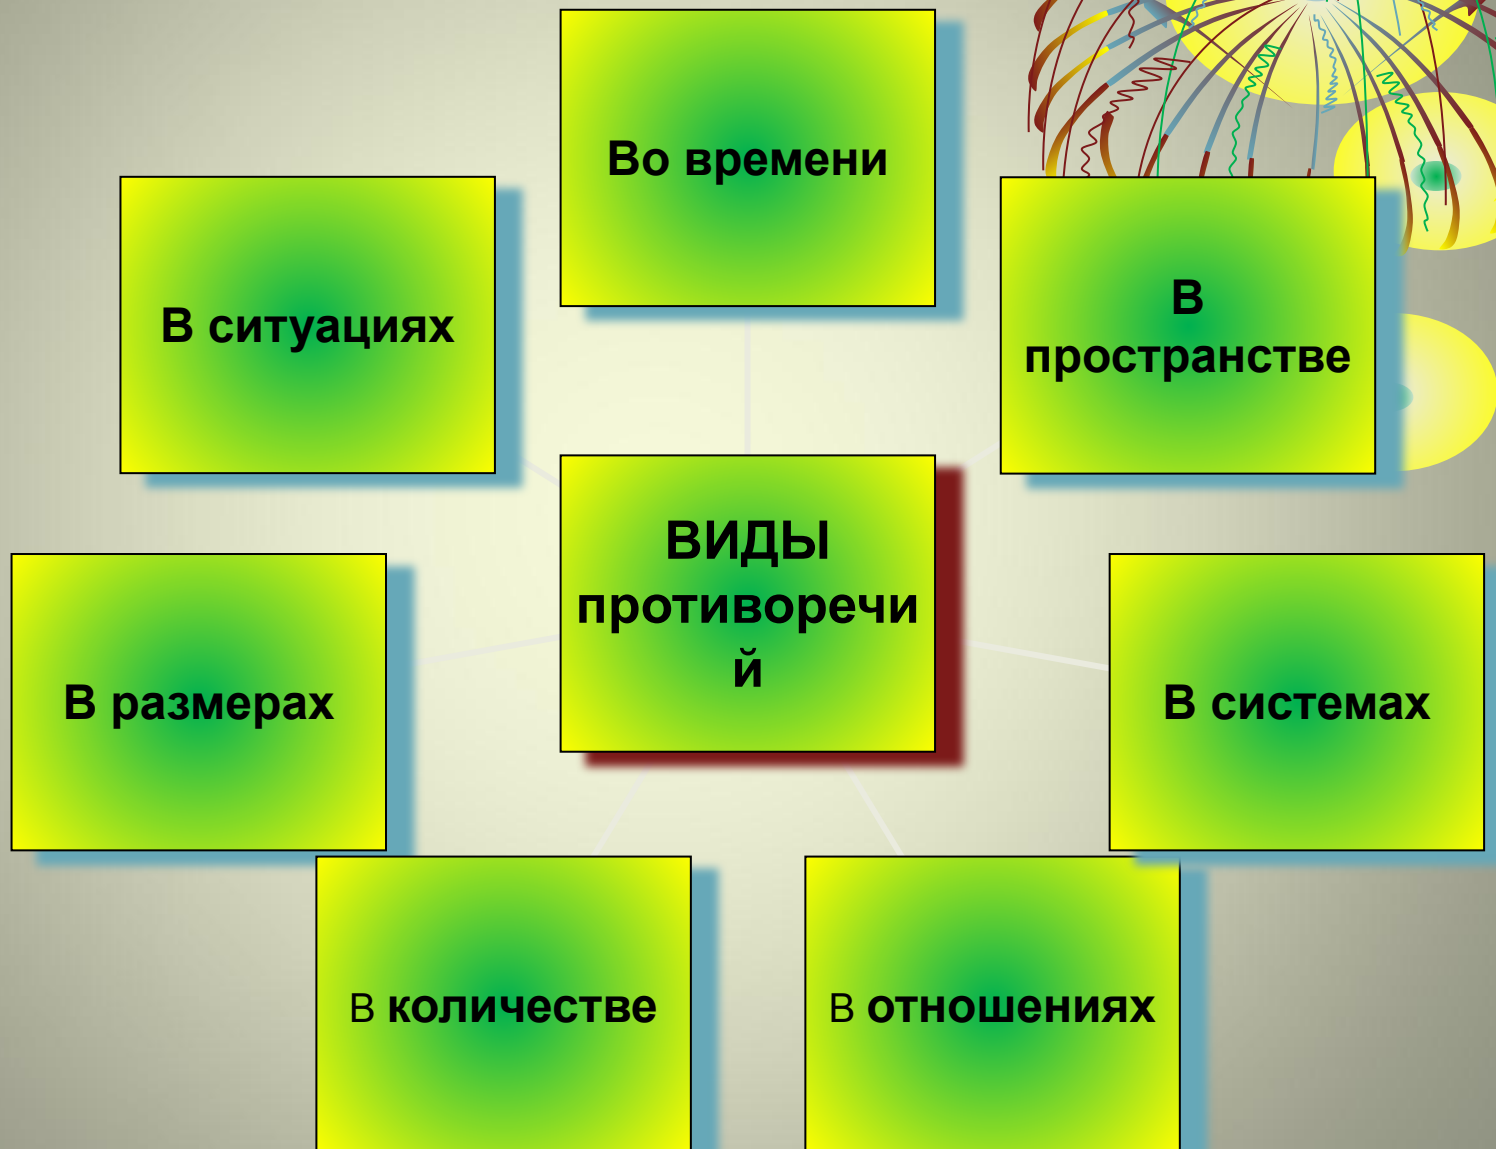 Во времени
В ситуациях
В
пространстве
ВИДЫ
противоречи
й
В размерах
В системах
В количестве
В отношениях